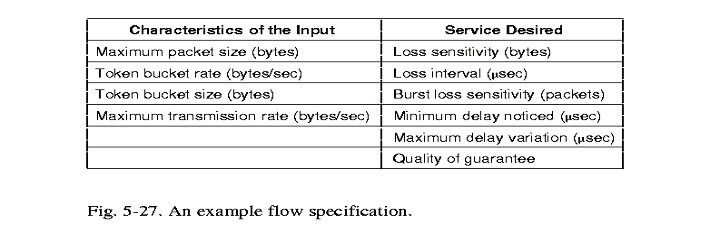 Characteristics of the Input Service Desired
Maximum packet size (bytes) Loss sensitivity (bytes)
Token bucket rate (bytes/sec) Loss interval (μsec)
Token bucket size (bytes) Burst loss sensitivity (packets)
Maximum transmission rate (bytes/sec) Minimum delay noticed (μsec)
Maximum delay variation (μsec)
Quality of guarantee
Fig. 5-27. An example flow specification.